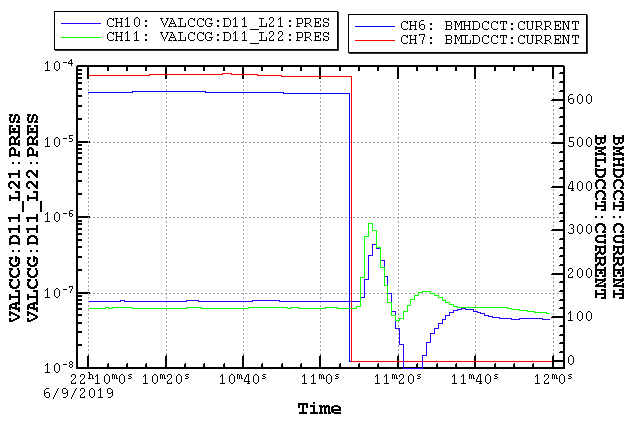 CH10: VALCCG:D11_L21:PRES
CH11: VALCCG:D11_L22:PRES
CH6: BMHDCCT:CURRENT
CH7: BMLDCCT:CURRENT
VALCCG:D11_L21:PRES
VALCCG:D11_L22:PRES
10-4
10-5
10-6
10-7
10-8
600
500
400
300
200
100
0
BMHDCCT:CURRENT
BMLDCCT:CURRENT
22h10m0s 10m20s 10m40s 11m0s 11m20s 11m40s 12m0s
6/9/2019
Time